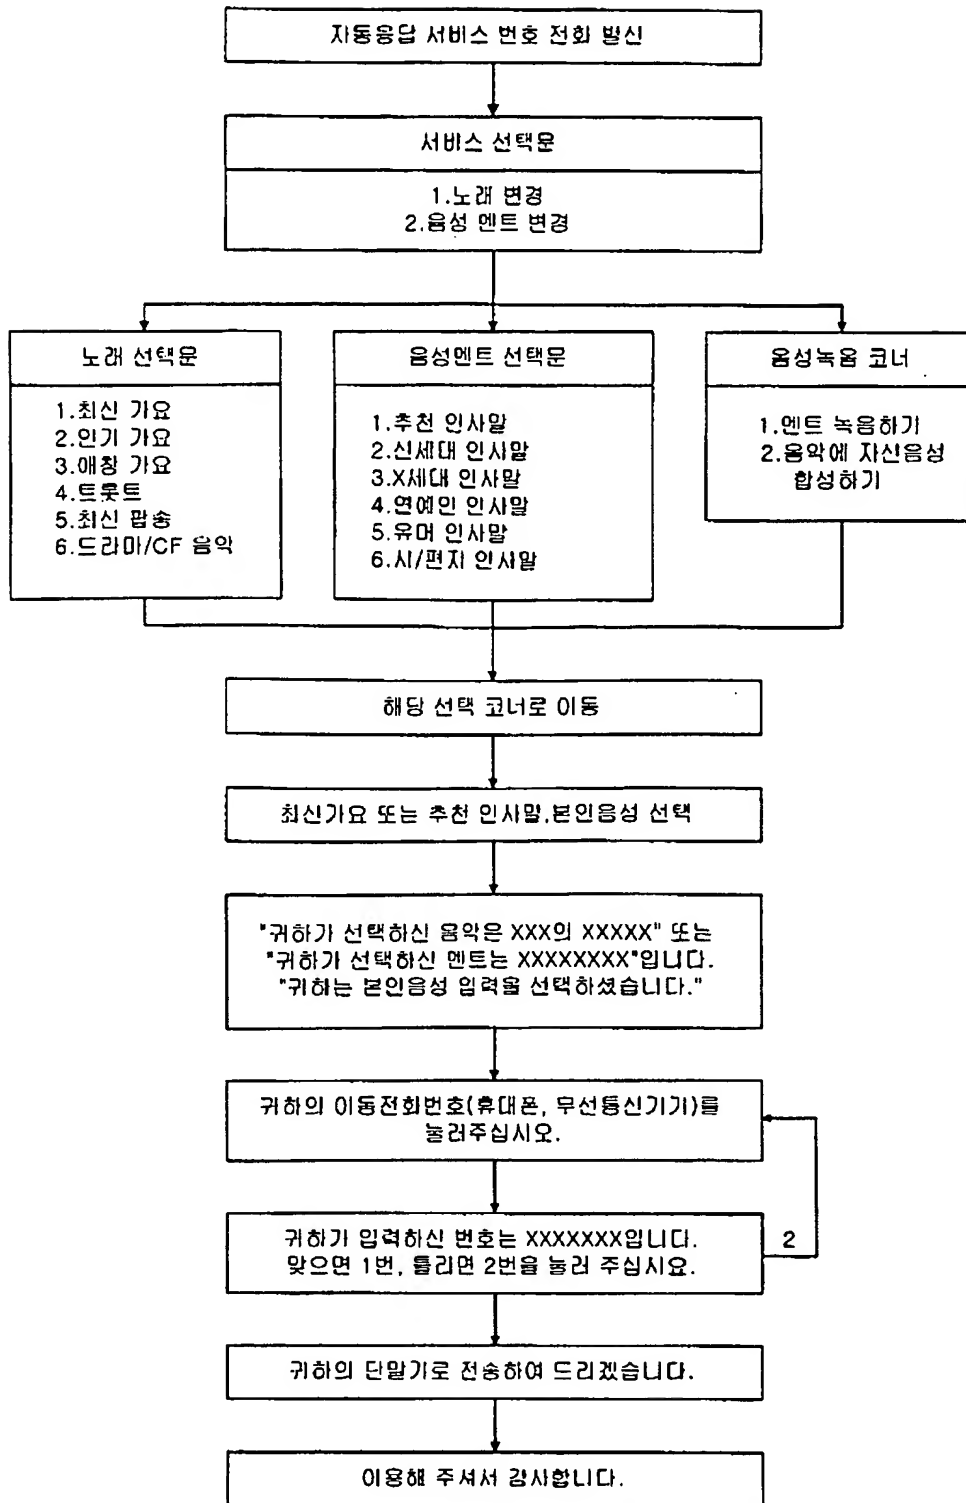 자동응답 서비스 번호 전화 발신
서비스 선택문
1.노래 변경
2.음성 멘트 변경
노래 선택문
1.최신 가요
2.인기 가요
3.애창 가요
4.트롯트
5.최신 팝송
6.드라마/CF 음악
음성멘트 선택문
1.추천 인사말
2.신세대 인사말
3.X세대 인사말
4.연예인 인사말
5.유머 인사말
6.시/편지 인사말
음성녹음 코너
1.멘트 녹음하기
2.음악에 자신음성
합성하기
해당 선택 코너로 이동
최신가요 또는 추천 인사말,본인음성 선택
"귀하가 선택하신 음악은 XXX의 XXXXX" 또는
"귀하가 선택하신 멘트는 XXXXXXXX"입니다.
"귀하는 본인음성 입력을 선택하셨습니다."
귀하의 이동전화번호(휴대폰, 무선통신기기)를
눌러주십시오.
귀하가 입력하신 번호는 XXXXXXX입니다.
맞으면 1번, 틀리면 2번을 눌러 주십시요.
2
귀하의 단말기로 전송하여 드리겠습니다.
이용해 주셔서 감사합니다.